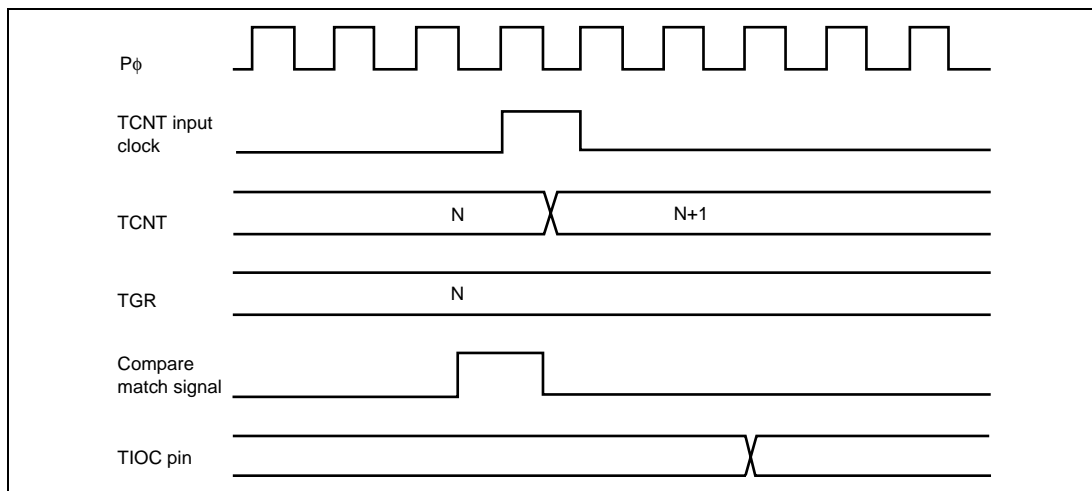 Pϕ
TCNT input
clock
TCNT
N
N+1
TGR
N
Compare
match signal
TIOC pin